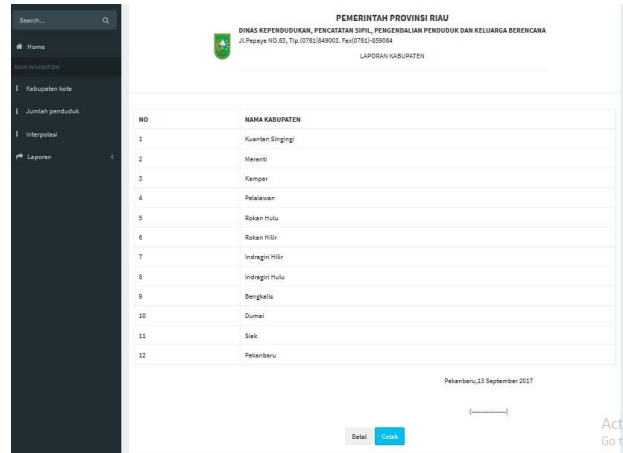 Search...
Home
MAIN NAVIGATION
Kabupaten kota
Jumlah penduduk
Interpolasi
Laporan
PEMERINTAH PROVINSI RIAU
DINAS KEPENDUDUKAN, PENCATATAN SIPIL, PENGENDALIAN PENDUDUK DAN KELUARGA BERENCANA
Jl.Pepaya NO.63, Tlp.(0761)849003. Fax(0761)-859064
LAPORAN KABUPATEN
NO NAMA KABUPATEN
1 Kuantan Singingi
2 Meranti
3 Kampar
4 Pelalawan
5 Rokan Hulu
6 Rokan Hilir
7 Indragiri Hilir
8 Indragiri Hulu
9 Bengkalis
10 Dumai
11 Siak
12 Pekanbaru
Pekanbaru,13 September 2017
(---------------)
Batal Cetak
Act
Go t